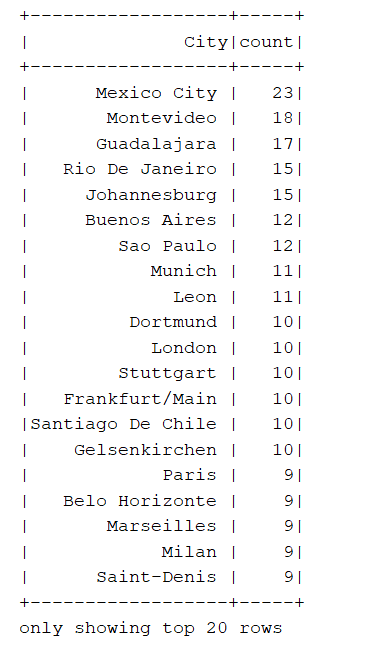 +------------------+-----+
|              City|count|
+------------------+-----+
|      Mexico City |   23|
|       Montevideo |   18|
|      Guadalajara |   17|
|   Rio De Janeiro |   15|
|     Johannesburg |   15|
|     Buenos Aires |   12|
|        Sao Paulo |   12|
|           Munich |   11|
|             Leon |   11|
|         Dortmund |   10|
|           London |   10|
|        Stuttgart |   10|
|   Frankfurt/Main |   10|
|Santiago De Chile |   10|
|    Gelsenkirchen |   10|
|            Paris |    9|
|   Belo Horizonte |    9|
|       Marseilles |    9|
|            Milan |    9|
|      Saint-Denis |    9|
+------------------+-----+
only showing top 20 rows